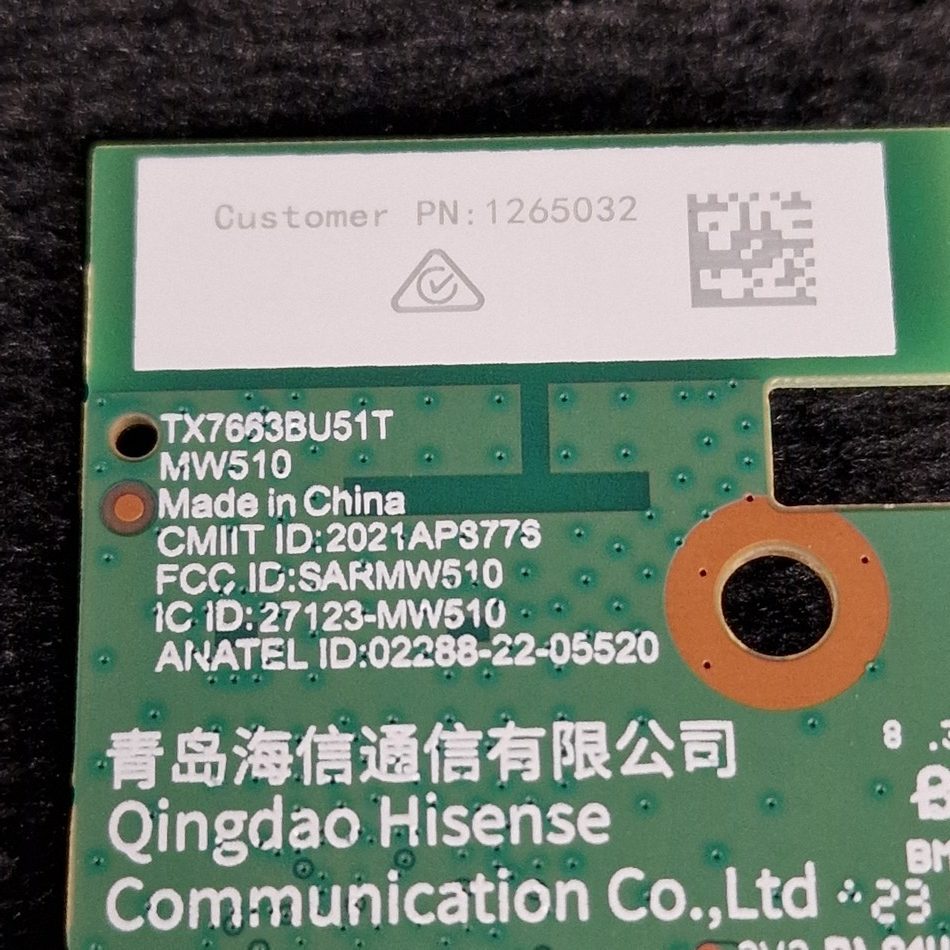 Customer PN:1265032
TX7663BU51T
MW510
Made in China
CMIIT ID:2021AP8776
FCC ID:SARMW510
IC ID:27123-MW510
ANATEL ID:02288-22-05520
青岛海信通信有限公司
Qingdao Hisense
Communication Co.,Ltd